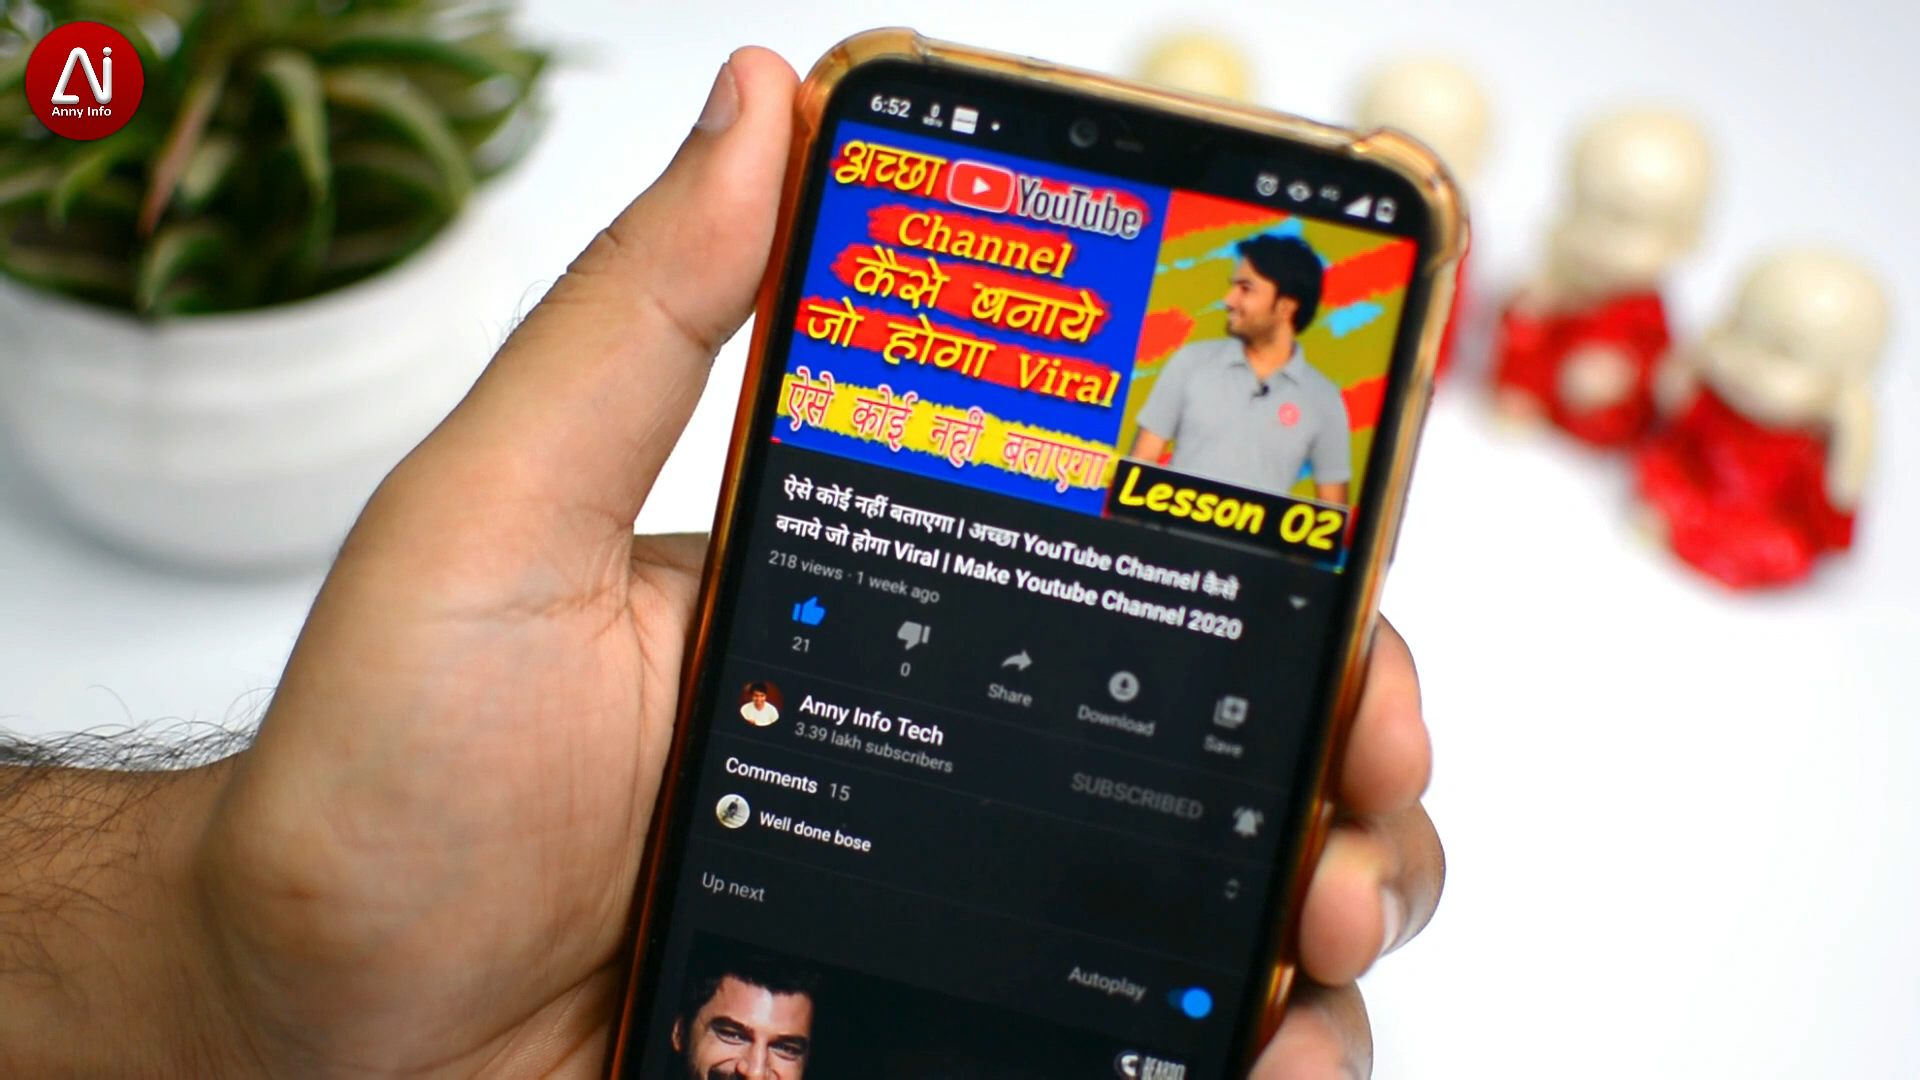 Anny Info
6:52
अच्छा YouTube
Channel
कैसे बनाये
जो होगा Viral
ऐसे कोई नहीं बताएगा
Lesson 02
ऐसे कोई नहीं बताएगा | अच्छा YouTube Channel कैसे
बनाये जो होगा Viral | Make Youtube Channel 2020
218 views · 1 week ago
21
0
Share
Download
Save
Anny Info Tech
3.39 lakh subscribers
SUBSCRIBED
Comments 15
Well done bose
Up next
Autoplay